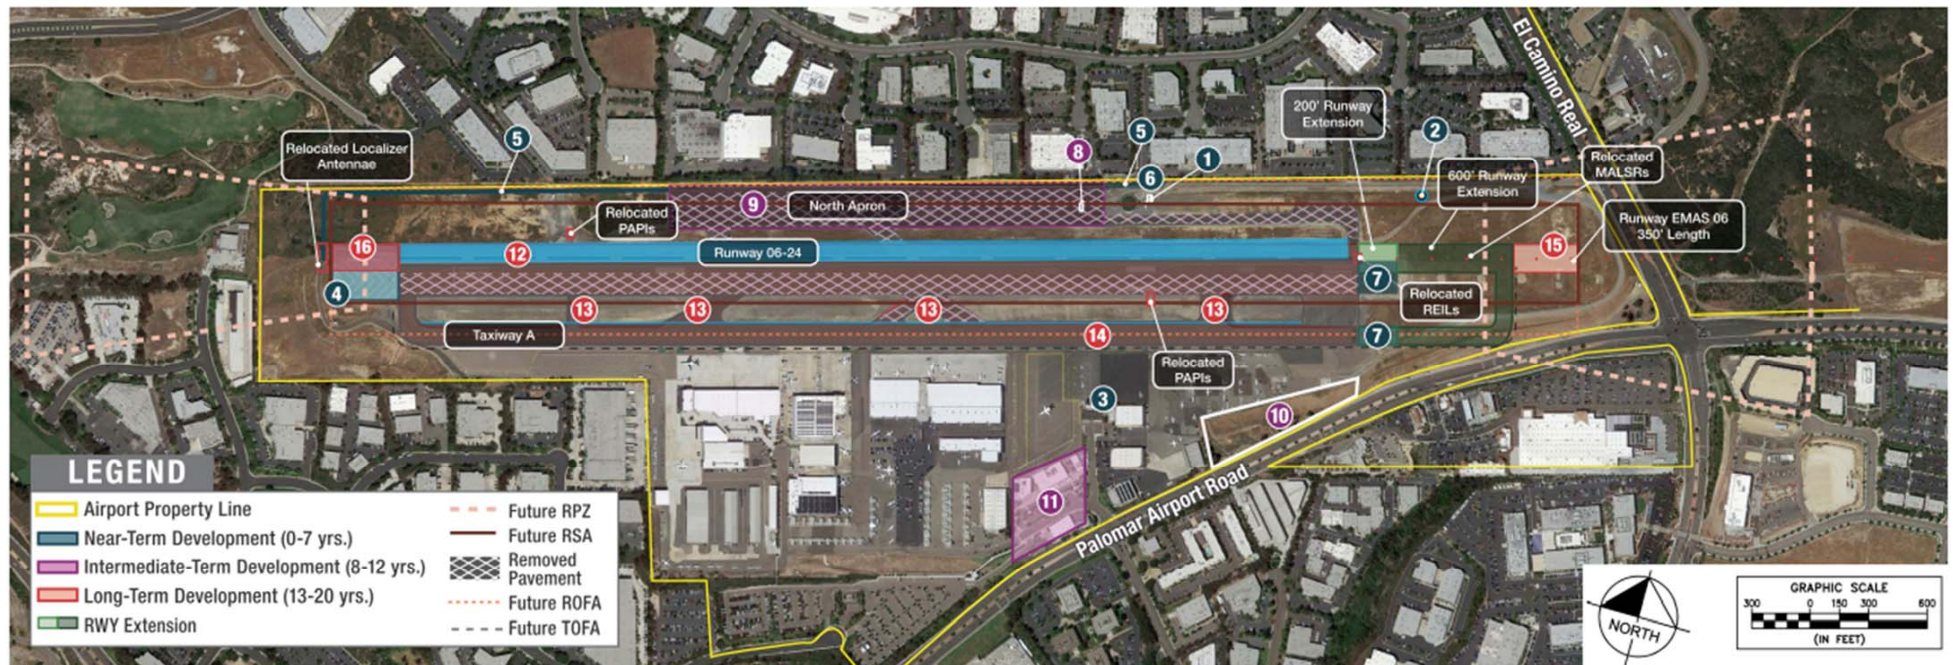 El Camino Real
200' Runway
Extension
5
5
2
Relocated Localizer
Antennae
8
1
Relocated
MALSRs
6
600' Runway
Extension
9
North Apron
Relocated
PAPIs
Runway EMAS 06
350' Length
16
12
Runway 06-24
15
4
7
Relocated
REILs
13
13
13
13
Taxiway A
14
7
Relocated
PAPIs
3
10
11
Palomar Airport Road
LEGEND
Airport Property Line
Near-Term Development (0-7 yrs.)
Intermediate-Term Development (8-12 yrs.)
Long-Term Development (13-20 yrs.)
RWY Extension
Future RPZ
Future RSA
Removed
Pavement
Future ROFA
Future TOFA
NORTH
GRAPHIC SCALE
300 0 150 300 600
(IN FEET)